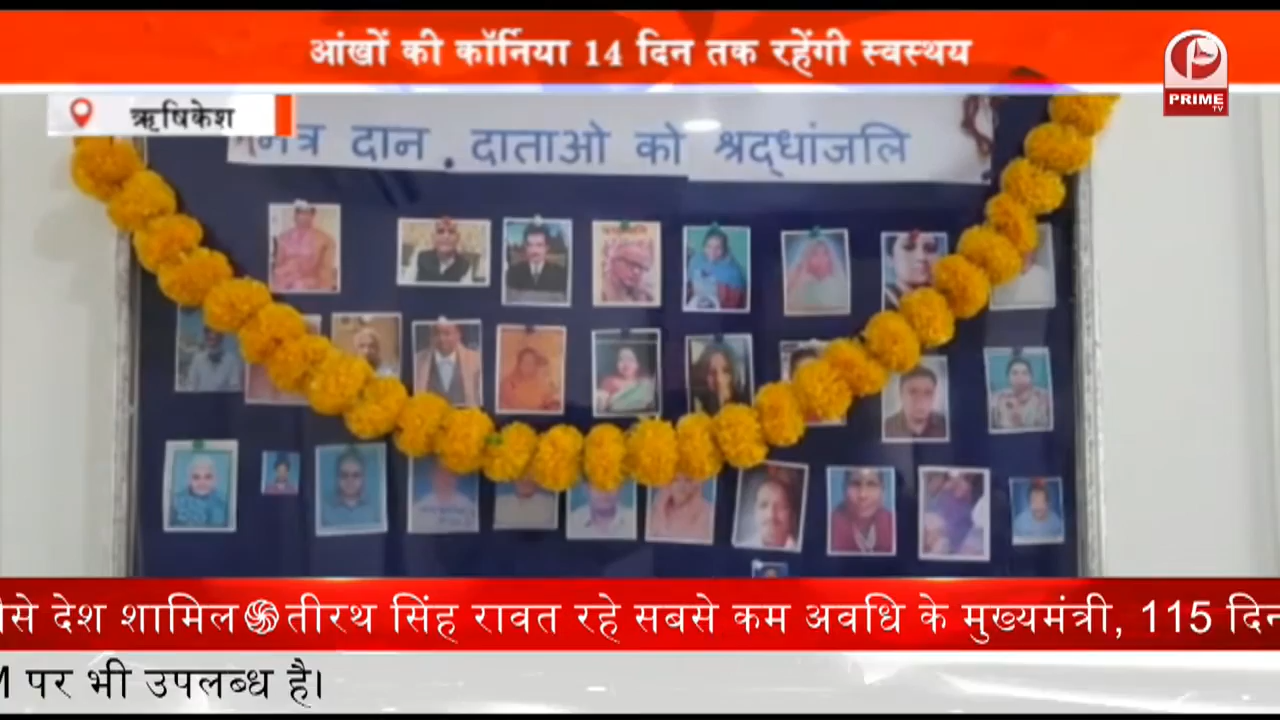 आंखों की कॉर्निया 14 दिन तक रहेंगी स्वस्थय
PRIME
TV
ऋषिकेश
दान . दाताओ को श्रद्धांजलि
देश शामिल तीरथ सिंह रावत रहे सबसे कम अवधि के मुख्यमंत्री, 115 दिन
पर भी उपलब्ध है।